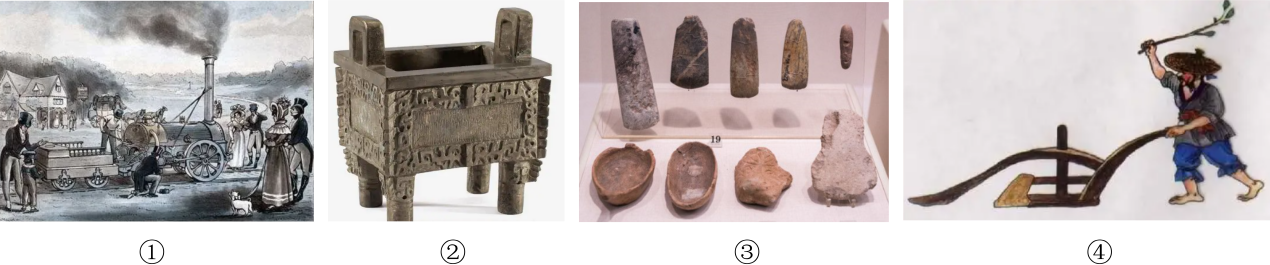 19
① ② ③ ④